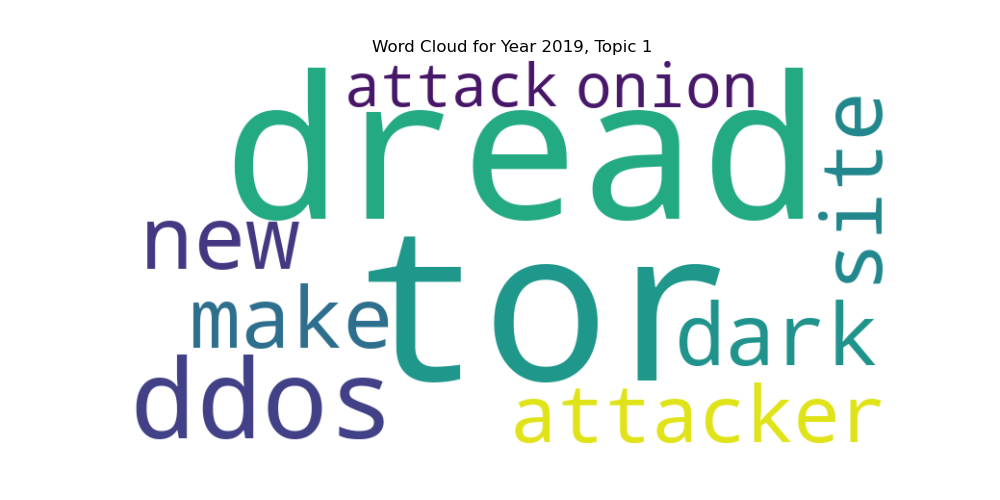 Word Cloud for Year 2019, Topic 1
attack onion
dread
site
new
tor
make
dark
ddos
attacker